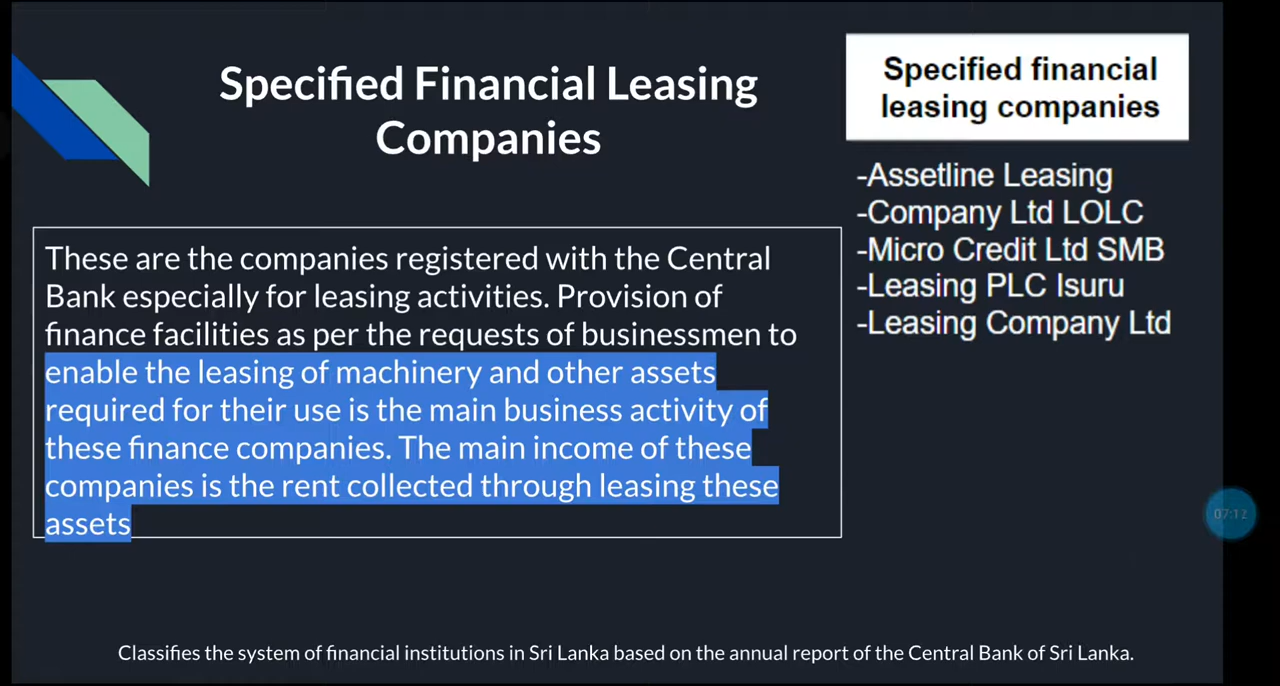 Specified Financial Leasing
Companies
Specified financial
leasing companies
-Assetline Leasing
-Company Ltd LOLC
-Micro Credit Ltd SMB
-Leasing PLC Isuru
-Leasing Company Ltd
These are the companies registered with the Central
Bank especially for leasing activities. Provision of
finance facilities as per the requests of businessmen to
enable the leasing of machinery and other assets
required for their use is the main business activity of
these finance companies. The main income of these
companies is the rent collected through leasing these
assets
07:12
Classifies the system of financial institutions in Sri Lanka based on the annual report of the Central Bank of Sri Lanka.